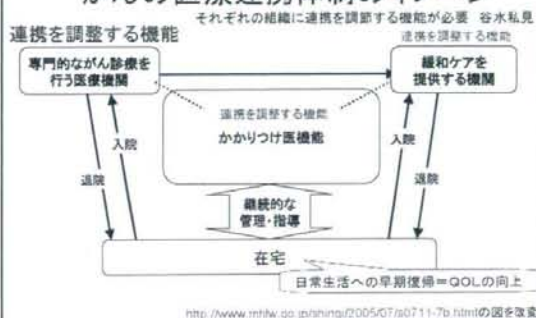 それぞれの組織に連携を調節する機能が必要 谷水私見
連携を調整する機能
連携を調整する機能
専門的ながん診療を
行う医療機関
緩和ケアを
提供する機関
連携を調整する機能
かかりつけ医機能
入院
退院
入院
退院
継続的な
管理・指導
在宅
日常生活への早期復帰=QOLの向上
http://www.mhlw.go.jp/shingi/2005/07/s0711-7b.htmlの図を改変